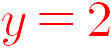 y = 2